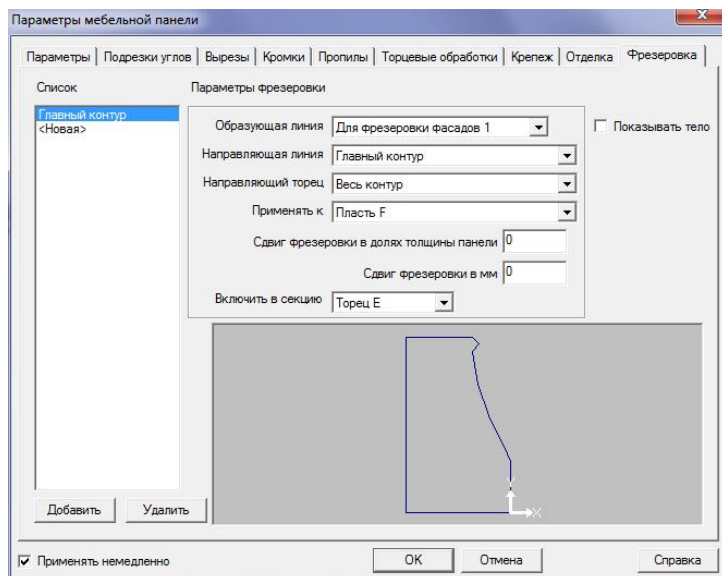 Параметры мебельной панели
Параметры Подрезки углов Вырезы Кромки Пропилы Торцевые обработки Крепеж Отделка Фрезеровка
Список
Главный контур
<Новая>
Добавить Удалить
Параметры фрезеровки
Образующая линия Для фрезеровки фасадов 1
Направляющая линия Главный контур
Направляющий торец Весь контур
Применять к Пласть F
Сдвиг фрезеровки в долях толщины панели 0
Сдвиг фрезеровки в мм 0
Включить в секцию Торец E
Показывать тело
Y
X
Применять немедленно OK Отмена Справка